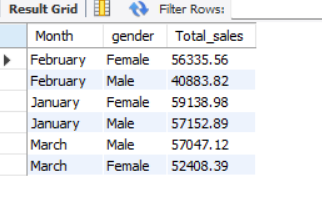 Result Grid Filter Rows:
Month gender Total_sales
February Female 56335.56
February Male 40883.82
January Female 59138.98
January Male 57152.89
March Male 57047.12
March Female 52408.39